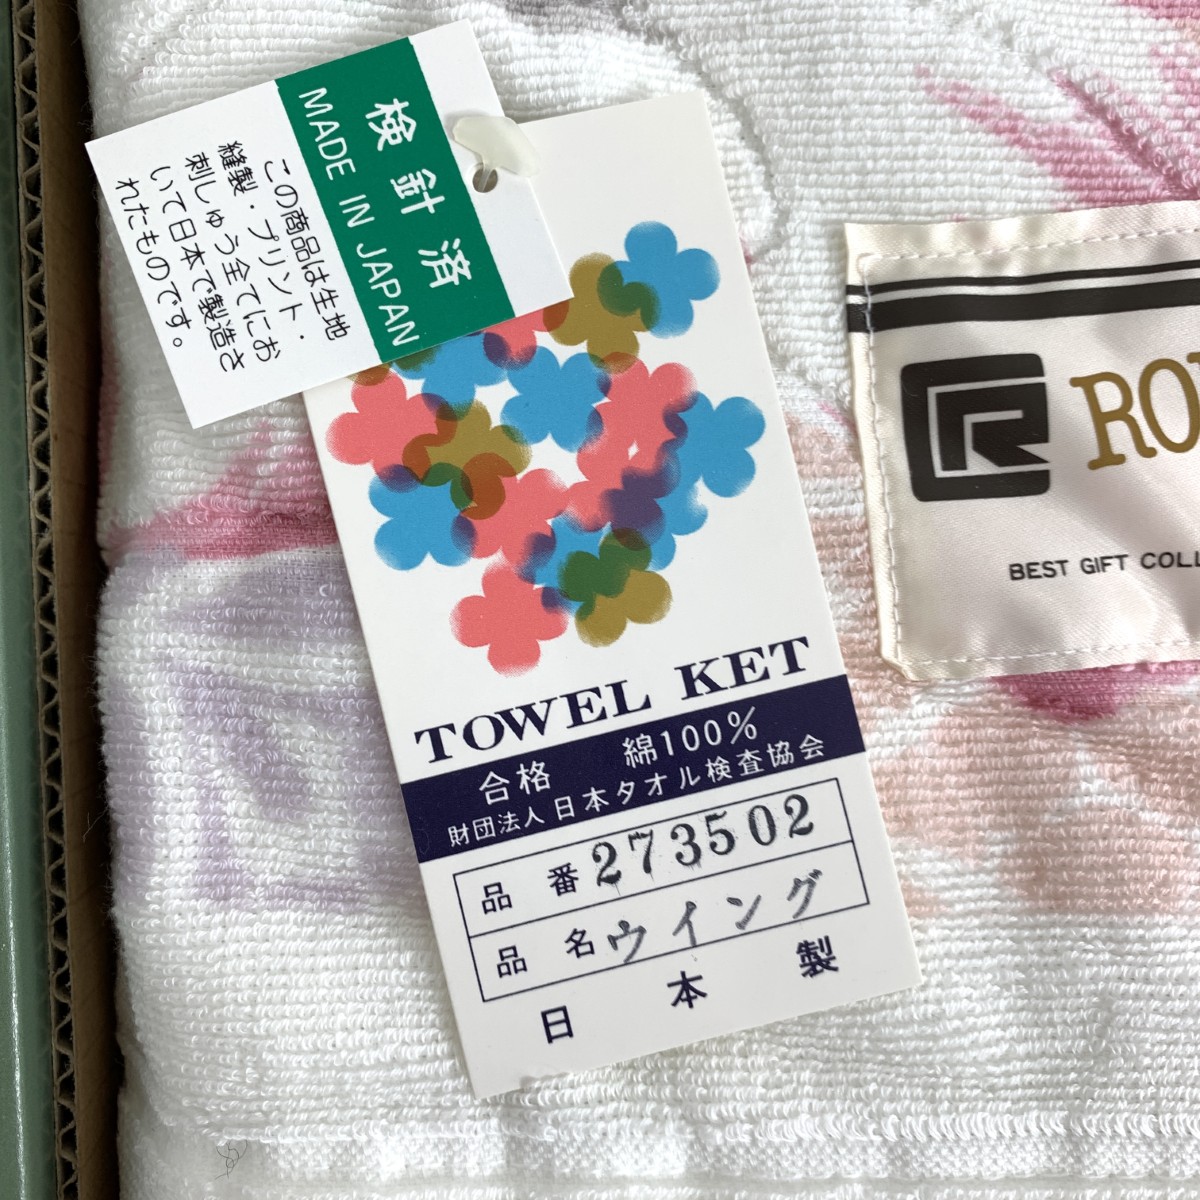 検針済
MADE IN JAPAN
この商品は生地
縫製・プリント・
刺しゅう全てにお
いて日本で製造さ
れたものです。
TOWEL KET
合格 綿100%
財団法人 日本タオル検査協会
品番 273502
品名 ウイング
日本製
R
BEST GIFT